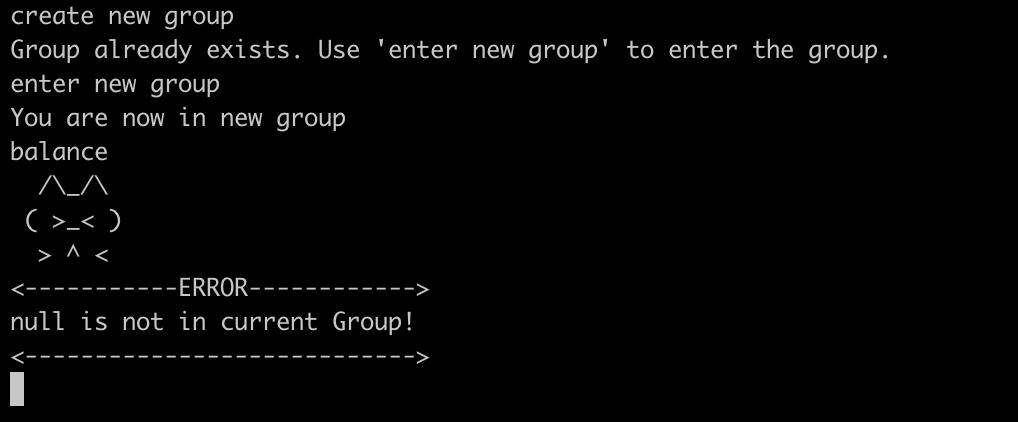 create new group
Group already exists. Use 'enter new group' to enter the group.
enter new group
You are now in new group
balance
  /\_/\
 ( >_< )
  > ^ <
<-----------ERROR------------>
null is not in current Group!
<---------------------------->